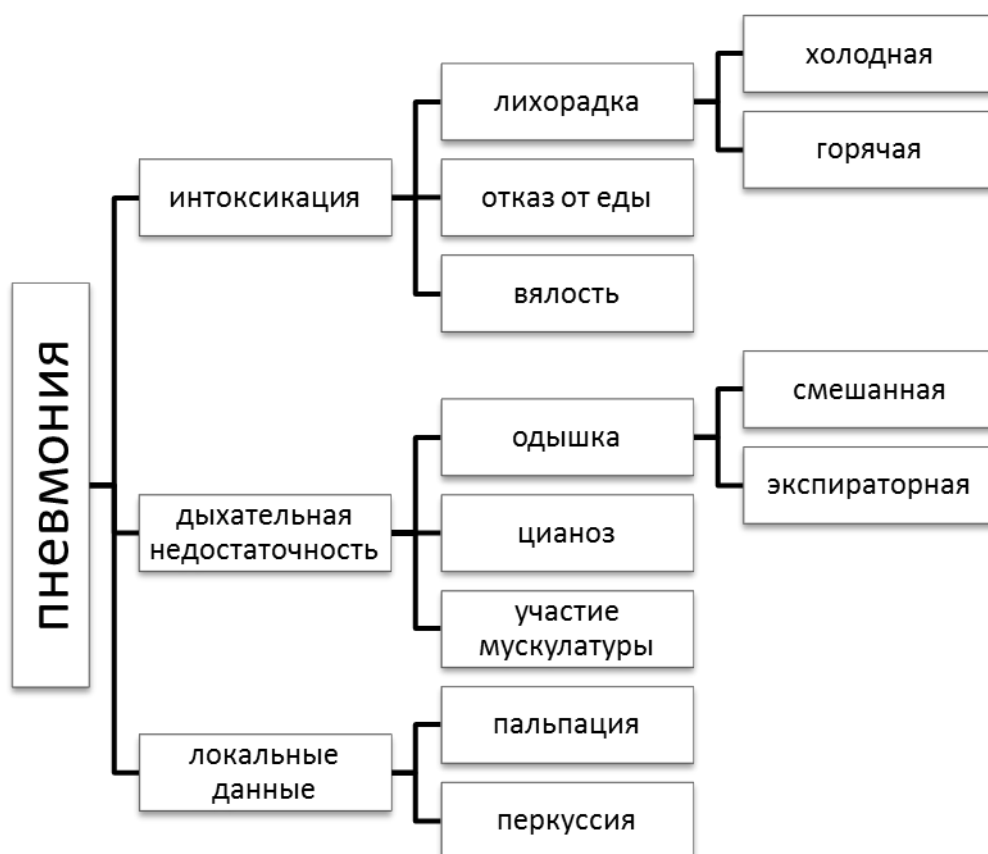 пневмония
интоксикация
лихорадка
холодная
горячая
отказ от еды
вялость
дыхательная
недостаточность
одышка
смешанная
экспираторная
цианоз
участие
мускулатуры
локальные
данные
пальпация
перкуссия